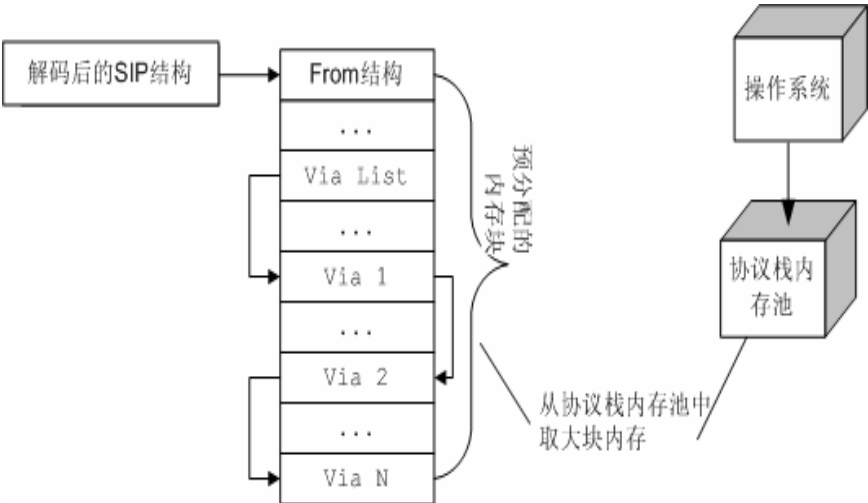 解码后的SIP结构
From结构
...
Via List
...
Via 1
...
Via 2
...
Via N
预分配的
内存块
操作系统
协议栈内
存池
从协议栈内存池中
取大块内存